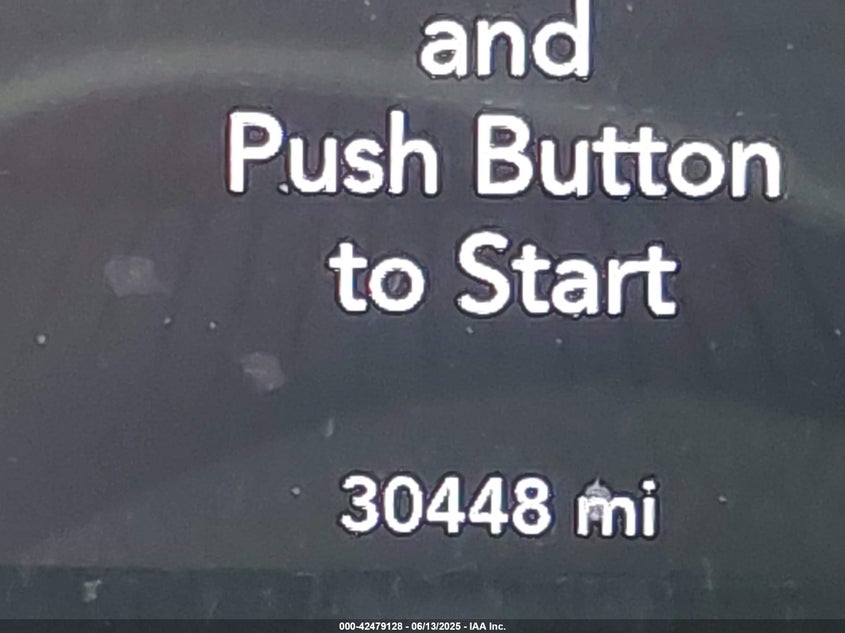 and
Push Button
to Start
30448 mi
000-42479128 - 06/13/2025 - IAA Inc.